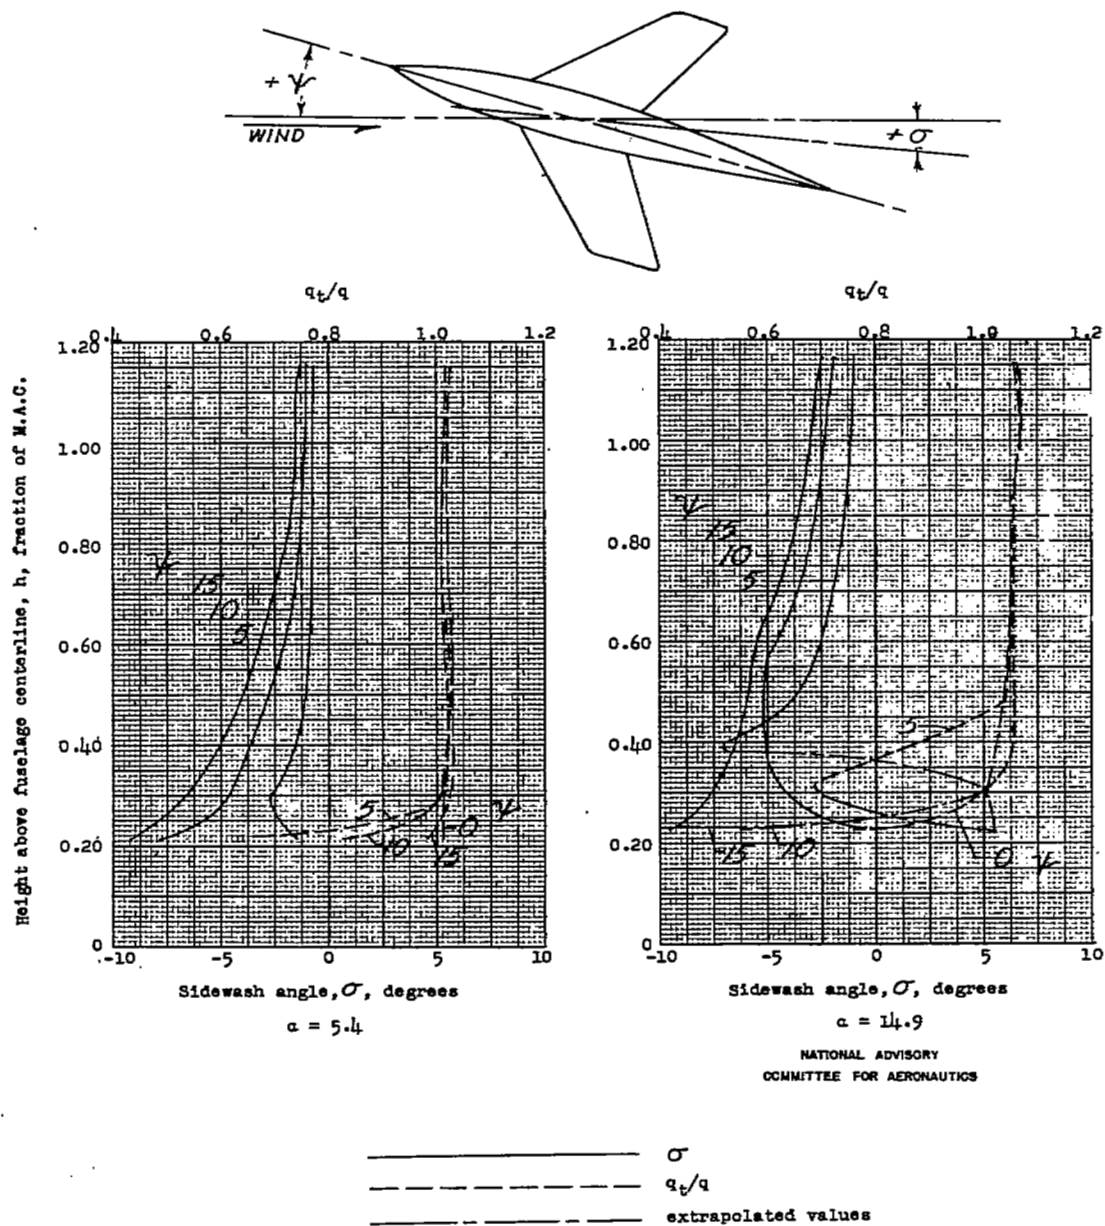 + ψ
WIND
+ σ
qt/q
qt/q
0.4 0.6 0.8 1.0 1.2
0.4 0.6 0.8 1.0 1.2
Height above fuselage centerline, h, fraction of M.A.C.
1.20
1.00
0.80
0.60
0.40
0.20
0
ψ 15
10
5
5
10
0 ψ
15
-10 -5 0 5 10
Sidewash angle, σ, degrees
α = 5.4
1.20
1.00
0.80
0.60
0.40
0.20
0
ψ 15
10
5
5
15
10
0 ψ
-10 -5 0 5 10
Sidewash angle, σ, degrees
α = 14.9
NATIONAL ADVISORY
COMMITTEE FOR AERONAUTICS
σ
qt/q
extrapolated values